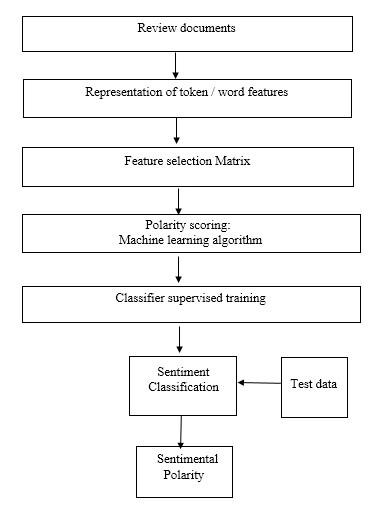 Review documents
Representation of token / word features
Feature selection Matrix
Polarity scoring:
Machine learning algorithm
Classifier supervised training
Sentiment
Classification
Test data
Sentimental
Polarity